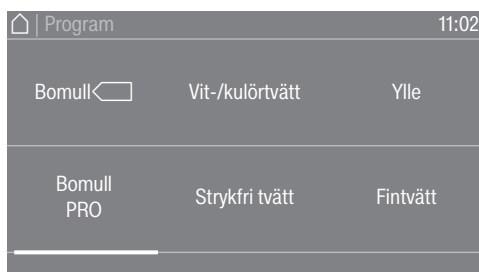 | Program 11:02
Bomull Vit-/kulörtvätt Ylle
Bomull
PRO
Strykfri tvätt Fintvätt